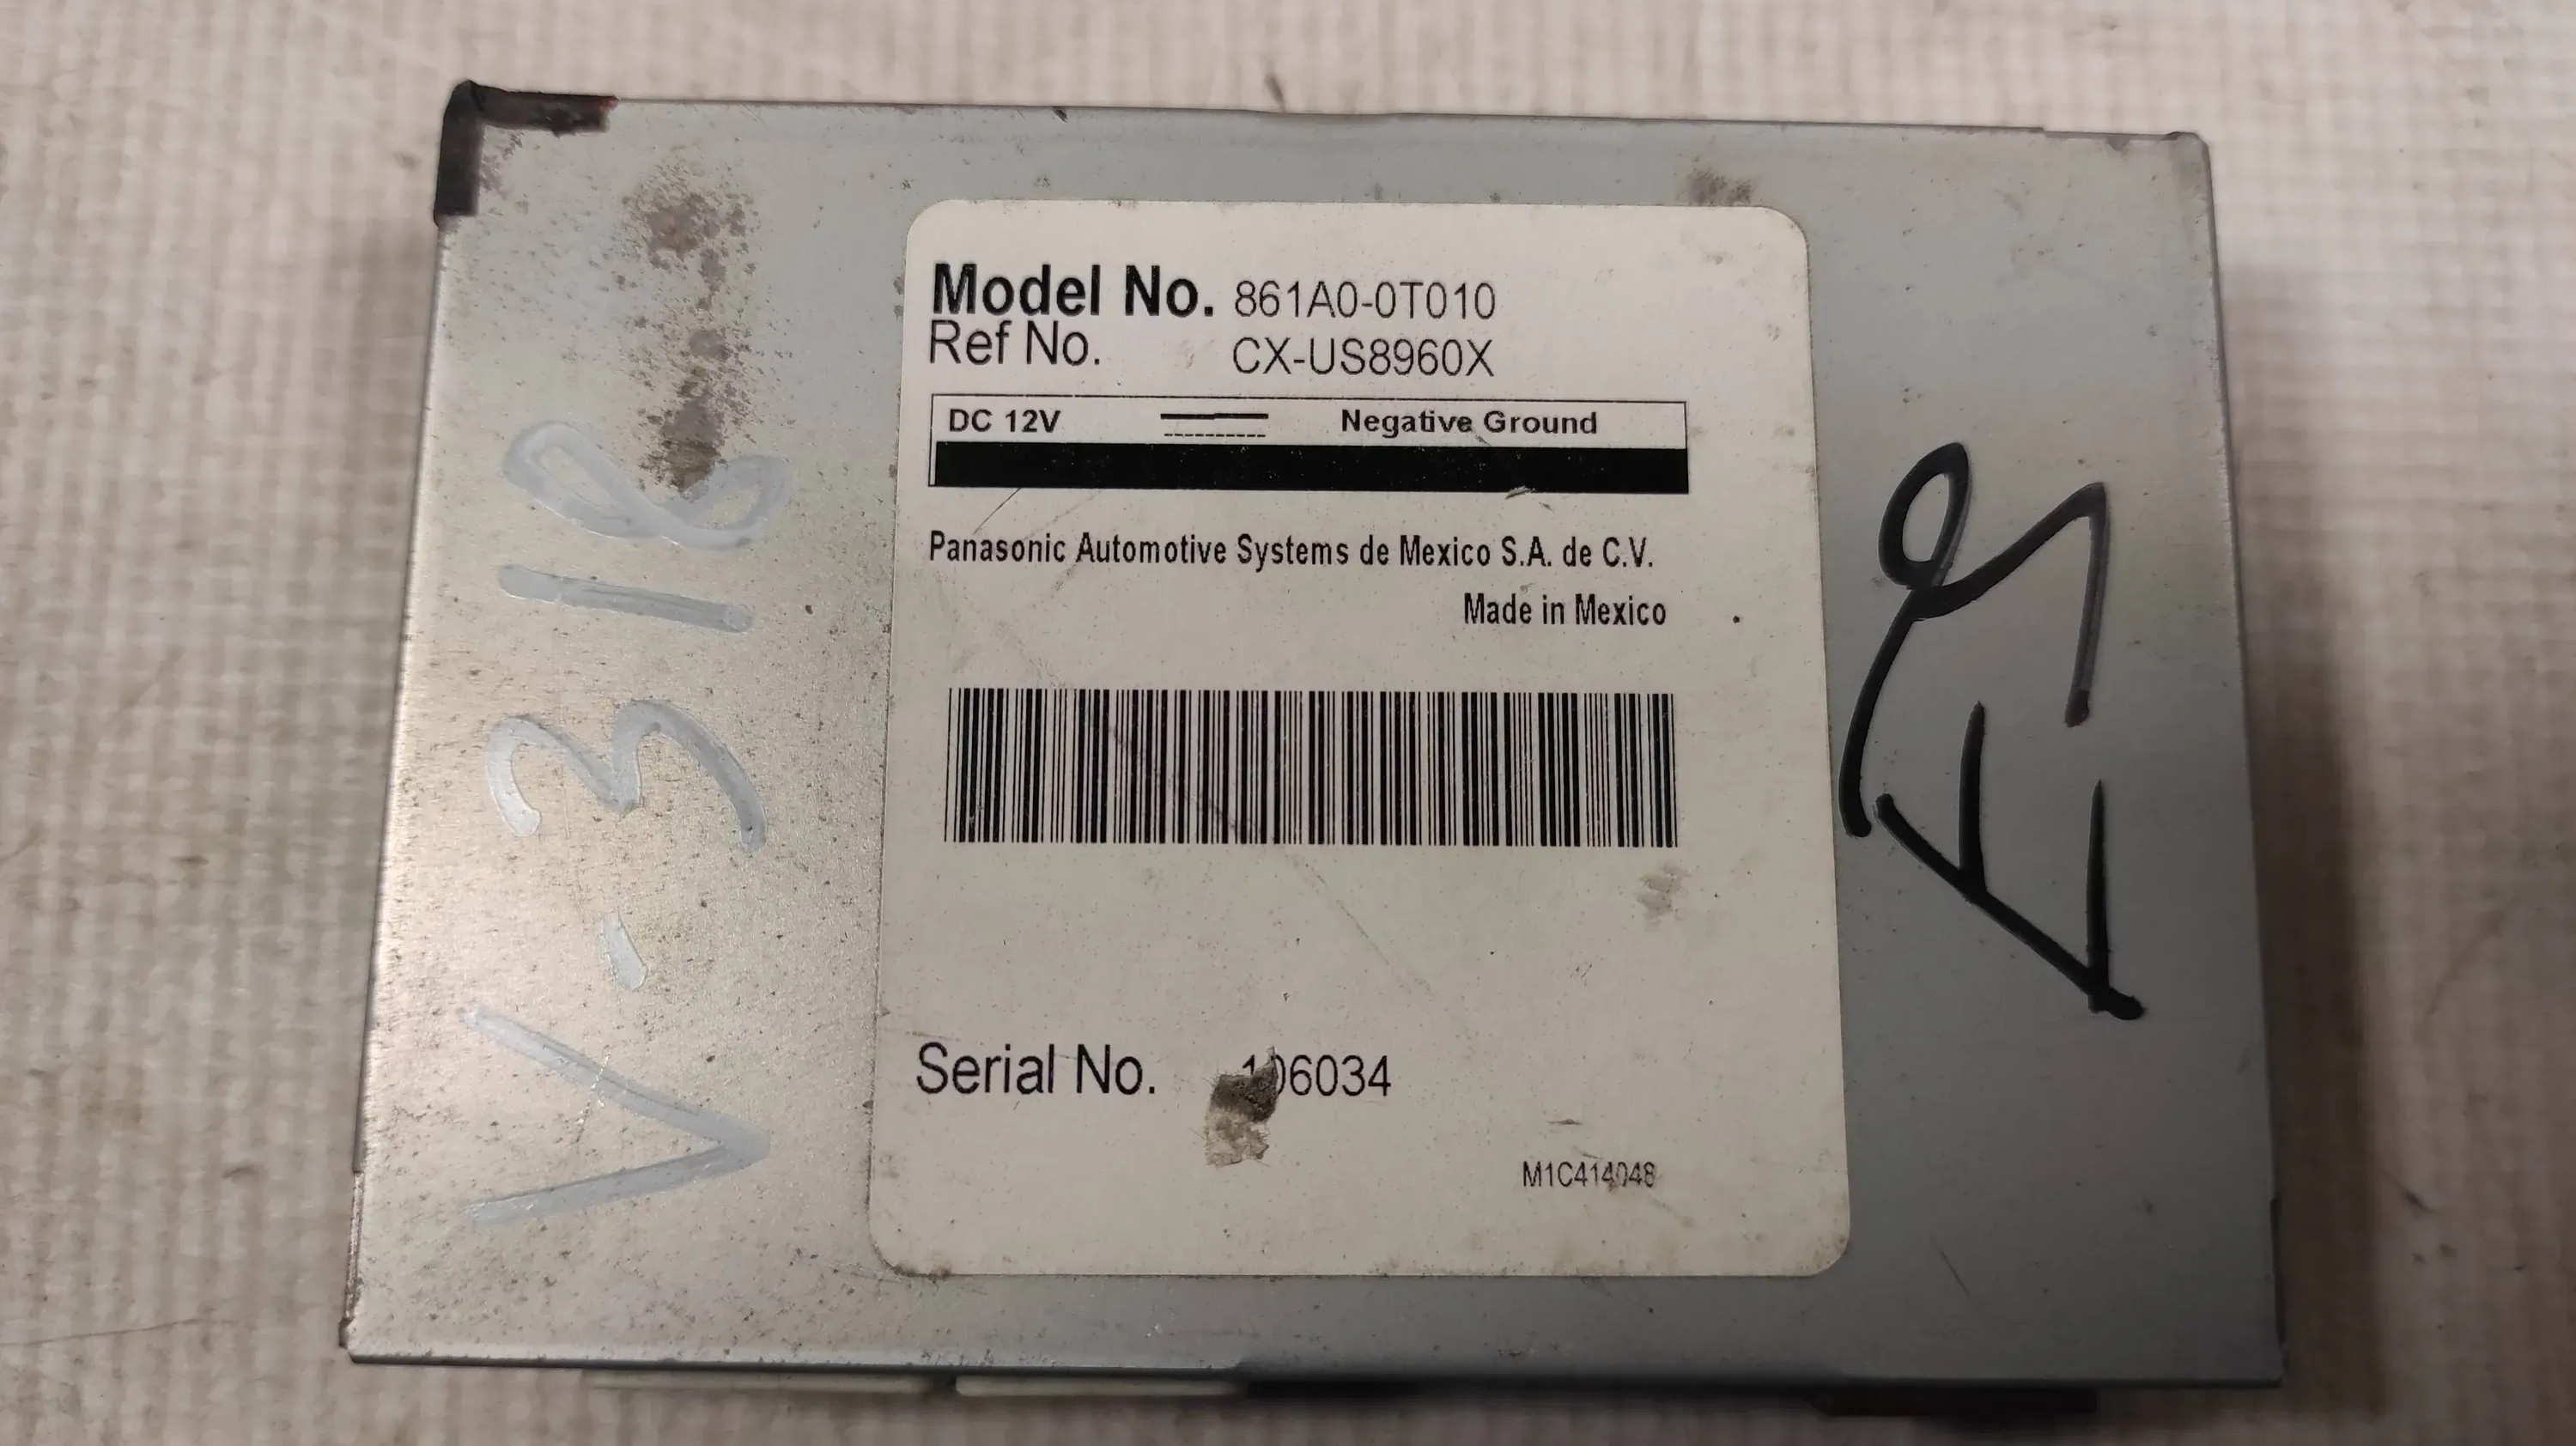 Model No. 861A0-0T010
Ref No. CX-US8960X
DC 12V Negative Ground
Panasonic Automotive Systems de Mexico S.A. de C.V.
Made in Mexico
Serial No. 106034
M1C414048
V-318